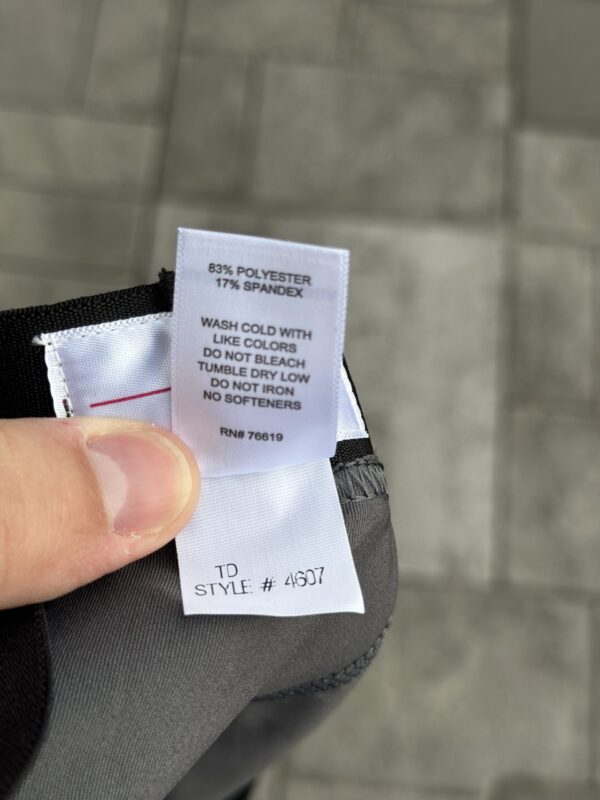 83% POLYESTER
17% SPANDEX
WASH COLD WITH
LIKE COLORS
DO NOT BLEACH
TUMBLE DRY LOW
DO NOT IRON
NO SOFTENERS
RN# 76619
TD
STYLE # 4607